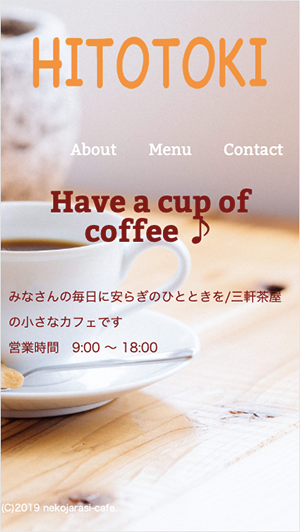 HITOTOKI
About Menu Contact
Have a cup of
coffee ♪
みなさんの毎日に安らぎのひとときを/三軒茶屋
の小さなカフェです
営業時間　9:00 〜 18:00
(C)2019 nekojarasi-cafe.